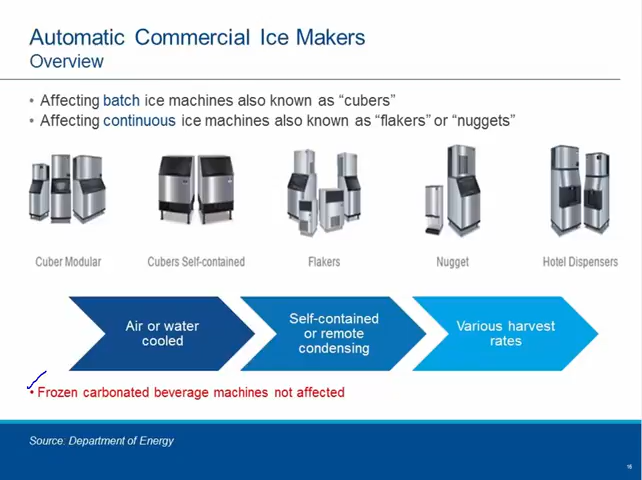 Automatic Commercial Ice Makers
Overview
• Affecting batch ice machines also known as “cubers”
• Affecting continuous ice machines also known as “flakers” or “nuggets”
Cuber Modular
Cubers Self-contained
Flakers
Nugget
Hotel Dispensers
Air or water
cooled
Self-contained
or remote
condensing
Various harvest
rates
• Frozen carbonated beverage machines not affected
Source: Department of Energy
16